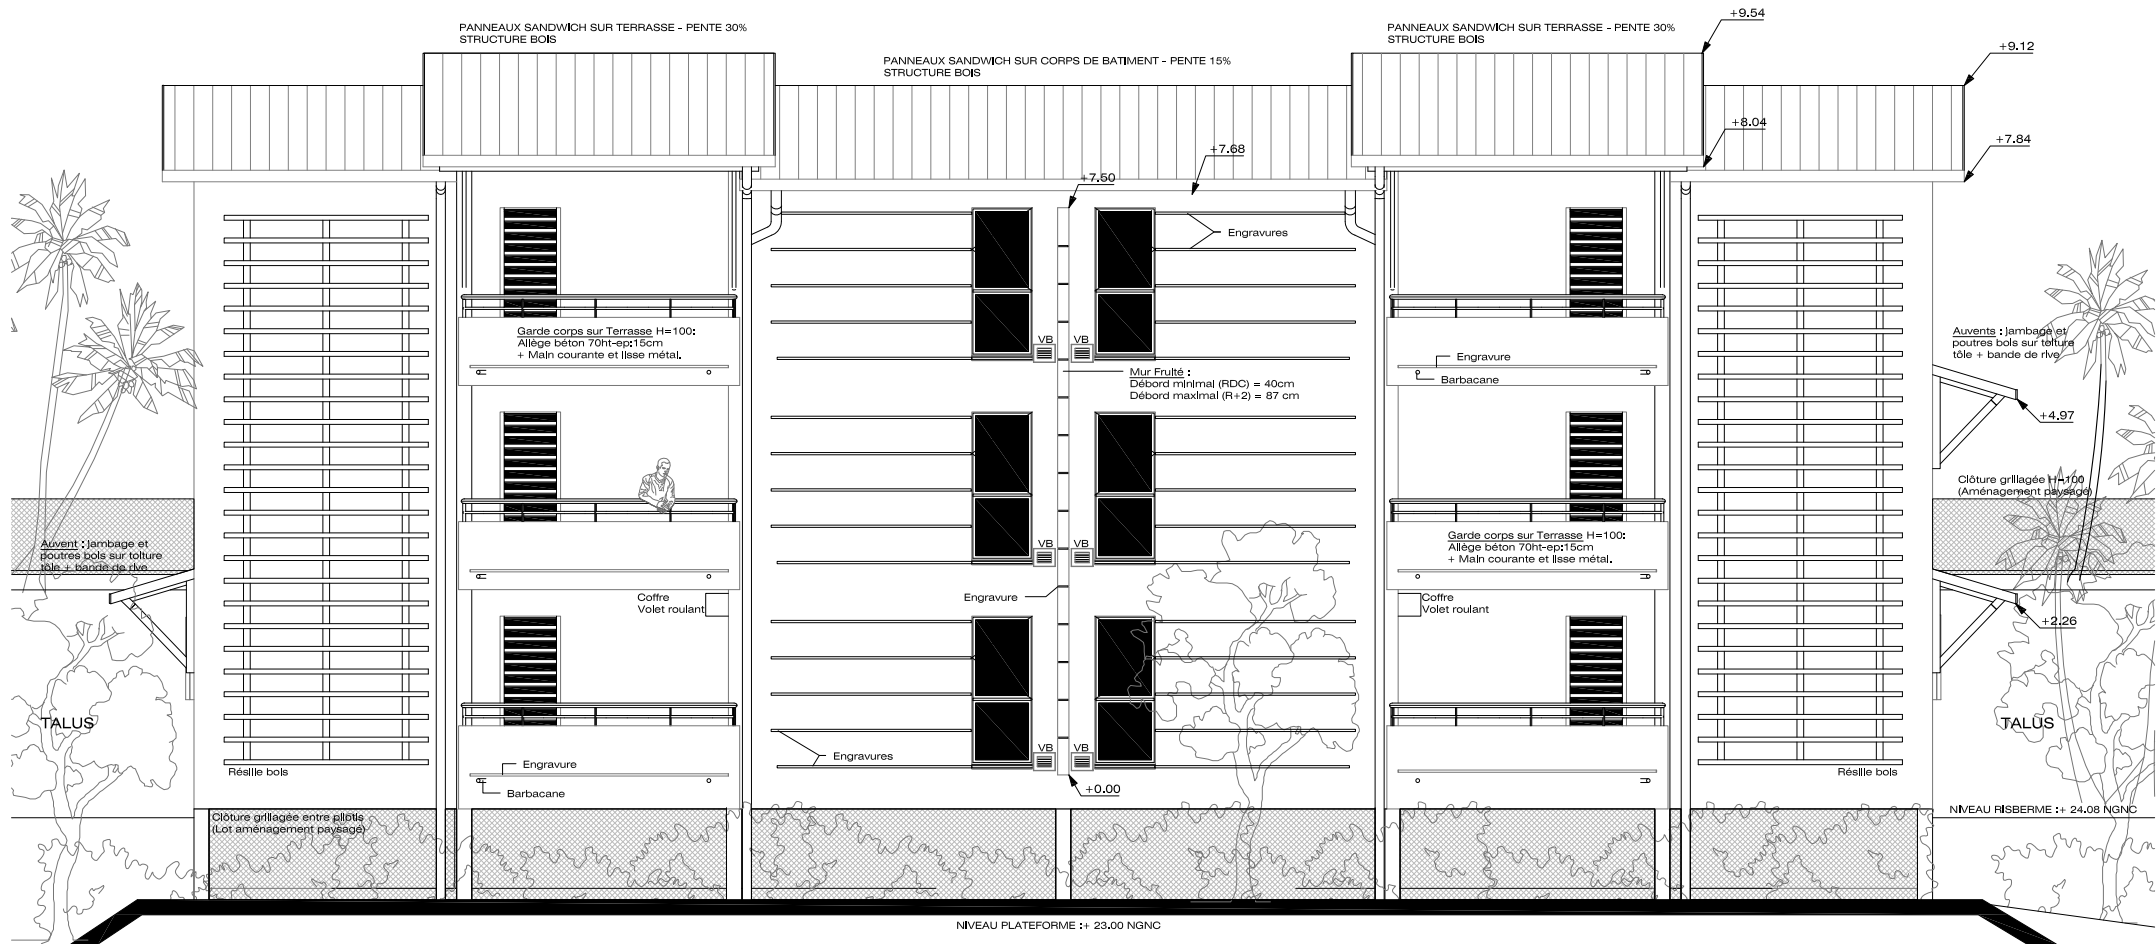 PANNEAUX SANDWICH SUR TERRASSE - PENTE 30%
STRUCTURE BOIS
PANNEAUX SANDWICH SUR CORPS DE BATIMENT - PENTE 15%
STRUCTURE BOIS
PANNEAUX SANDWICH SUR TERRASSE - PENTE 30%
STRUCTURE BOIS
+9.54
+9.12
+8.04
+7.84
+7.68
+7.50
Engravures
Garde corps sur Terrasse H=100:
Allège béton 70ht-ep:15cm
+ Main courante et lisse métal.
VB
VB
Mur Fruité :
Débord minimal (RDC) = 40cm
Débord maximal (R+2) = 87 cm
Engravure
Barbacane
Auvents : jambage et
poutres bois sur toiture
tôle + bande de rive
+4.97
Clôture grillagée H=100
(Aménagement paysagé)
Auvent : jambage et
poutres bois sur toiture
tôle + bande de rive
VB
VB
Garde corps sur Terrasse H=100:
Allège béton 70ht-ep:15cm
+ Main courante et lisse métal.
Coffre
Volet roulant
Engravure
Coffre
Volet roulant
+2.26
TALUS
TALUS
VB
VB
Engravures
Engravure
Barbacane
Résille bois
Résille bois
+0.00
NIVEAU RISBERME :+ 24.08 NGNC
Clôture grillagée entre pilotis
(Lot aménagement paysagé)
NIVEAU PLATEFORME :+ 23.00 NGNC